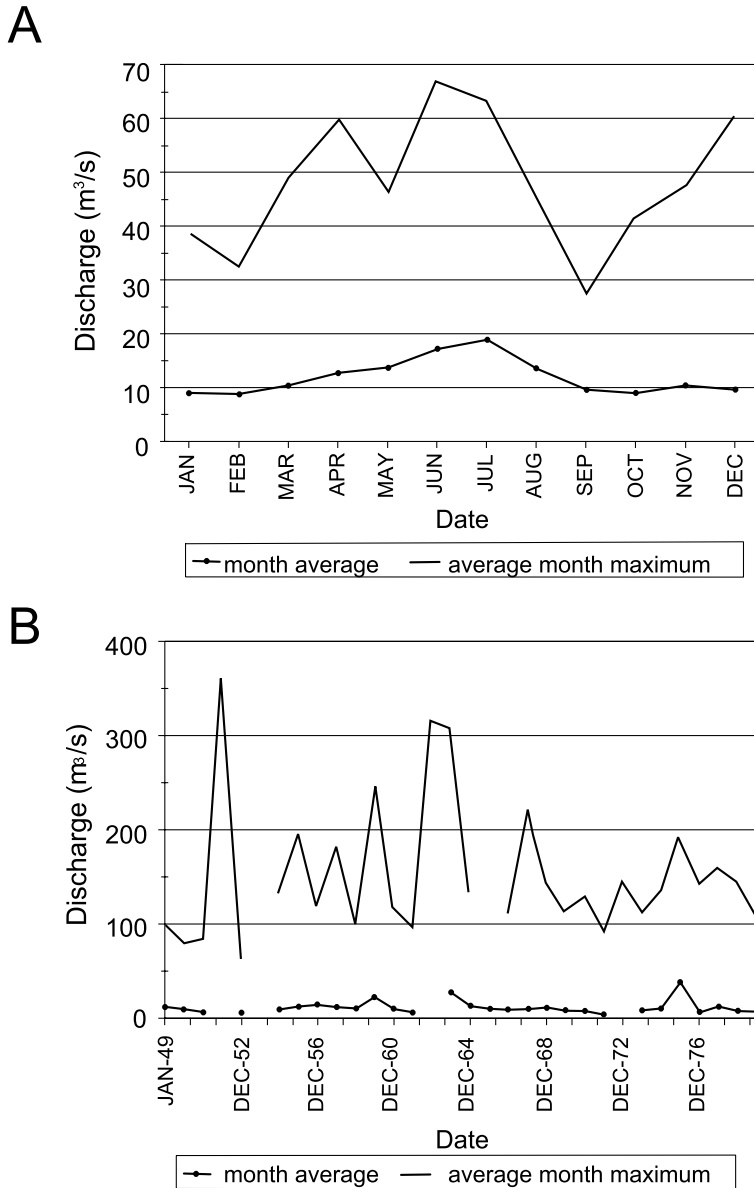 A
70
60
50
40
30
20
10
0
Discharge (m³/s)
JAN
FEB
MAR
APR
MAY
JUN
JUL
AUG
SEP
OCT
NOV
DEC
Date
month average average month maximum
B
400
300
200
100
0
Discharge (m3/s)
JAN-49
DEC-52
DEC-56
DEC-60
DEC-64
DEC-68
DEC-72
DEC-76
Date
month average average month maximum